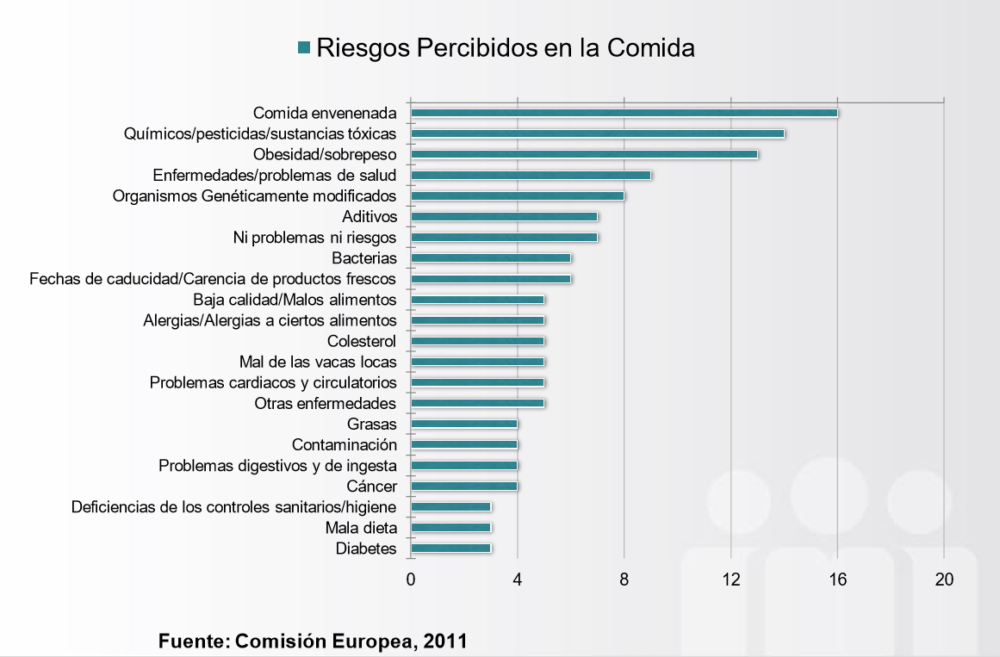 Riesgos Percibidos en la Comida
Comida envenenada
Químicos/pesticidas/sustancias tóxicas
Obesidad/sobrepeso
Enfermedades/problemas de salud
Organismos Genéticamente modificados
Aditivos
Ni problemas ni riesgos
Bacterias
Fechas de caducidad/Carencia de productos frescos
Baja calidad/Malos alimentos
Alergias/Alergias a ciertos alimentos
Colesterol
Mal de las vacas locas
Problemas cardiacos y circulatorios
Otras enfermedades
Grasas
Contaminación
Problemas digestivos y de ingesta
Cáncer
Deficiencias de los controles sanitarios/higiene
Mala dieta
Diabetes
0 4 8 12 16 20
Fuente: Comisión Europea, 2011